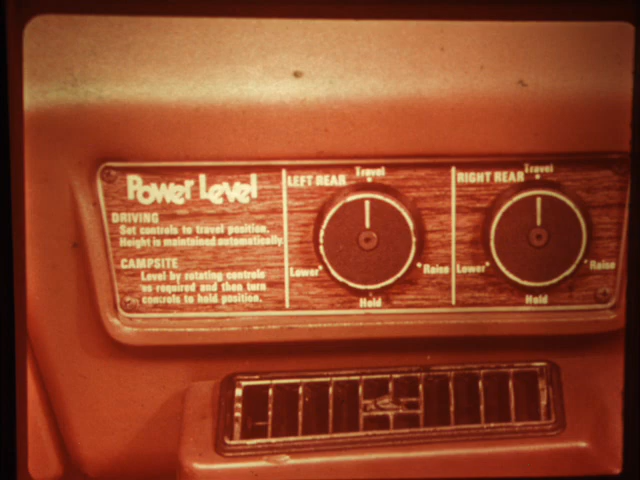 Power Level
DRIVING
Set controls to travel position.
Height is maintained automatically.
CAMPSITE
Level by rotating controls
as required and then turn
controls to hold position.
LEFT REAR
Travel
Lower
Raise
Hold
RIGHT REAR
Travel
Lower
Raise
Hold